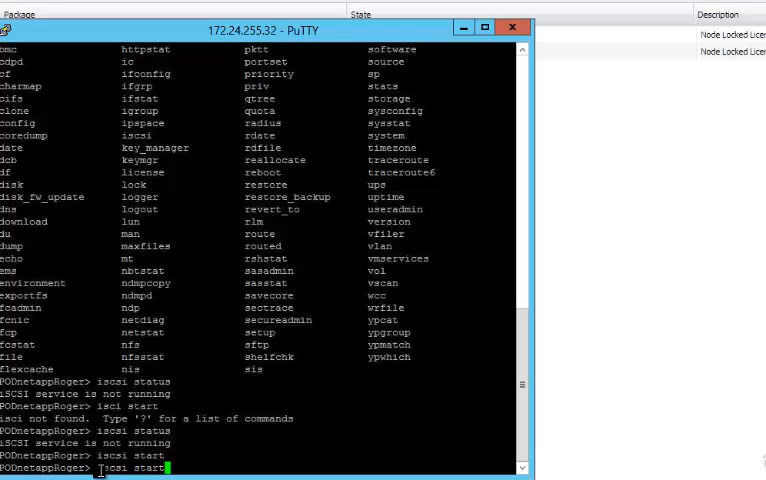 Package State Description
172.24.255.32 - PuTTY
Node Locked Licer
Node Locked Licer
bmc httpstat pktt software
cdpd ic portset source
cf ifconfig priority sp
charmap ifgrp priv stats
cifs ifstat qtree storage
clone igroup quota sysconfig
config ipspace radius sysstat
coredump iscsi rdate system
date key_manager rdfile timezone
dcb keymgr reallocate traceroute
df license reboot traceroute6
disk lock restore ups
disk_fw_update logger restore_backup uptime
dns logout revert_to useradmin
download lun rlm version
du man route vfiler
dump maxfiles routed vlan
echo mt rshstat vmservices
ems nbtstat sasadmin vol
environment ndmpcopy sasstat vscan
exportfs ndmpd savecore wcc
fcadmin ndp sectrace wrfile
fcnic netdiag secureadmin ypcat
fcp netstat setup ypgroup
fcstat nfs sftp ypmatch
file nfsstat shelfchk ypwhich
flexcache nis sis
PODnetappRoger> iscsi status
iSCSI service is not running
PODnetappRoger> isci start
isci not found. Type '?' for a list of commands
PODnetappRoger> iscsi status
iSCSI service is not running
PODnetappRoger> iscsi start
PODnetappRoger> iscsi start